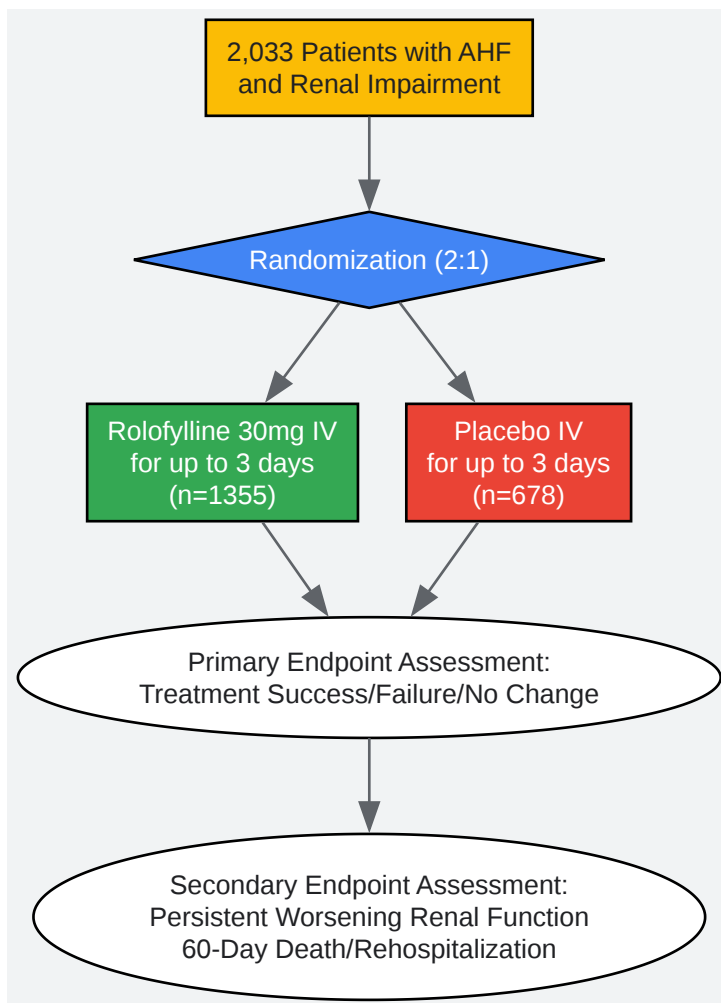 2,033 Patients with AHF
and Renal Impairment
Randomization (2:1)
Rolofylline 30mg IV
for up to 3 days
(n=1355)
Placebo IV
for up to 3 days
(n=678)
Primary Endpoint Assessment:
Treatment Success/Failure/No Change
Secondary Endpoint Assessment:
Persistent Worsening Renal Function
60-Day Death/Rehospitalization